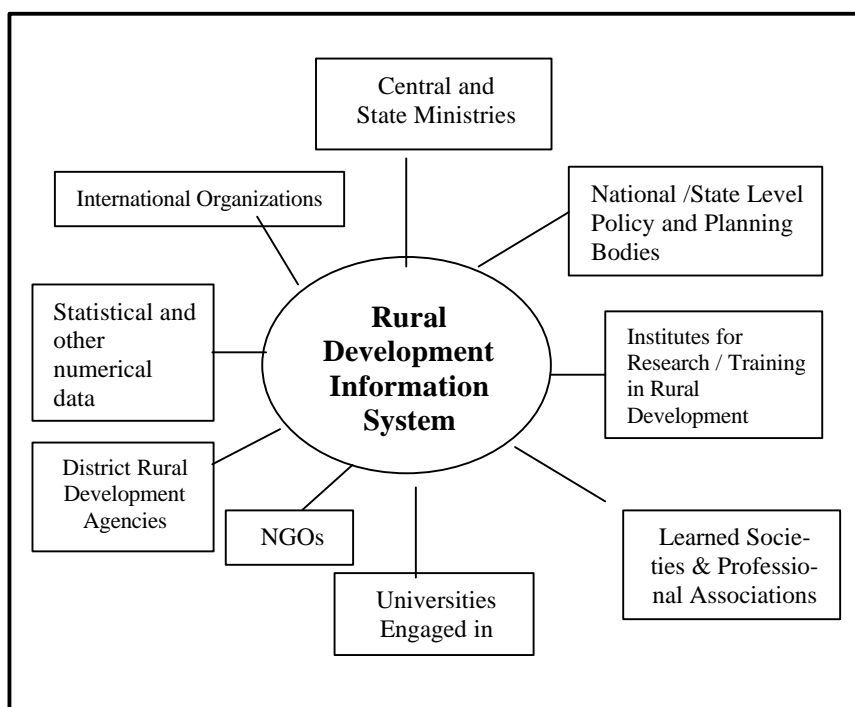 Central and
State Ministries
International Organizations
National /State Level
Policy and Planning
Bodies
Statistical and
other
numerical
data
Rural
Development
Information
System
Institutes for
Research / Training
in Rural
Development
District Rural
Development
Agencies
NGOs
Universities
Engaged in
Learned Socie-
ties & Professio-
nal Associations